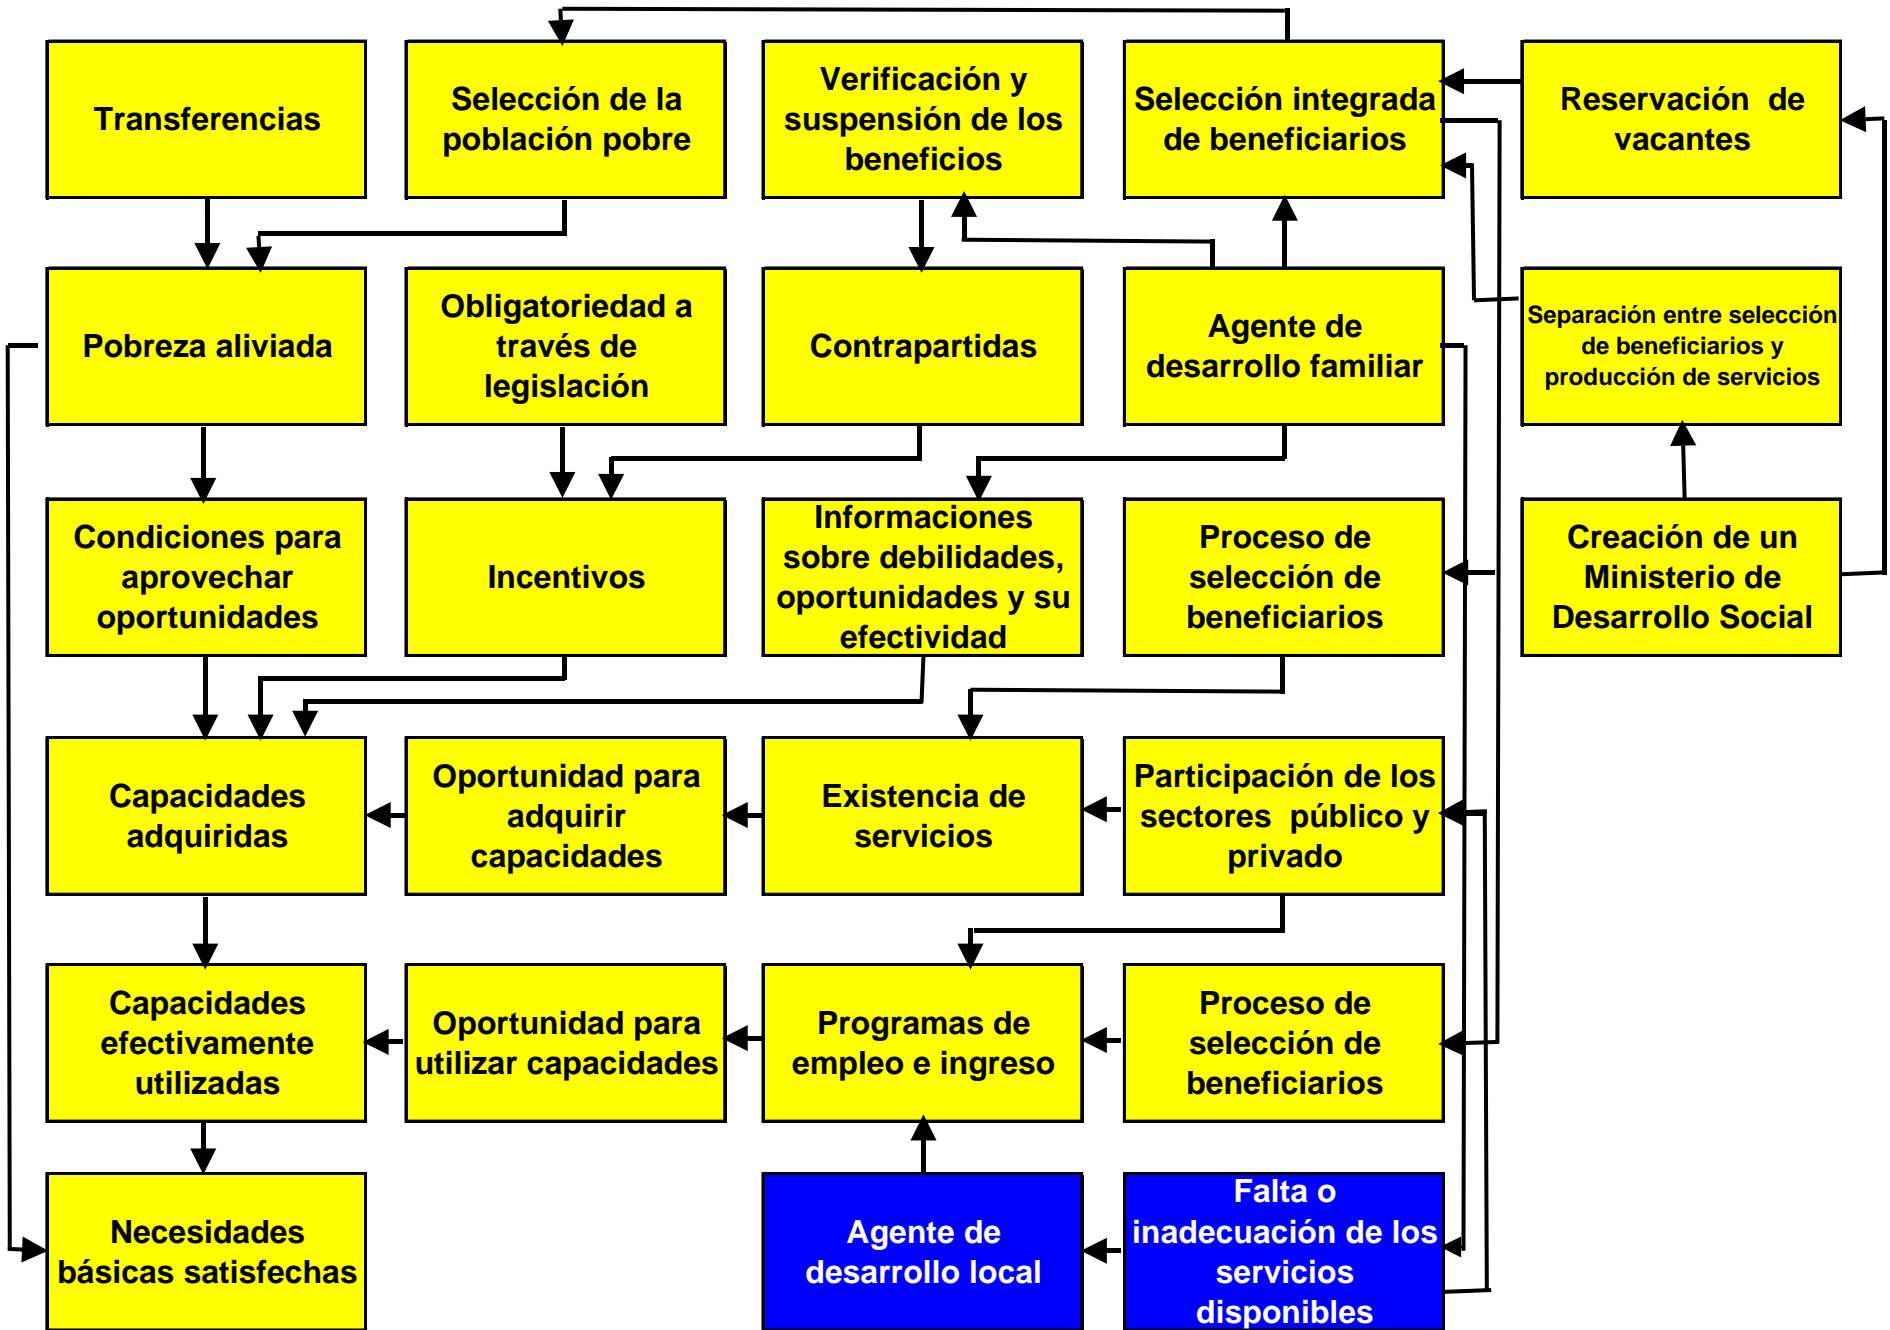 Transferencias
Selección de la
población pobre
Verificación y
suspensión de los
beneficios
Selección integrada
de beneficiarios
Reservación de
vacantes
Pobreza aliviada
Obligatoriedad a
través de
legislación
Contrapartidas
Agente de
desarrollo familiar
Separación entre selección
de beneficiarios y
producción de servicios
Condiciones para
aprovechar
oportunidades
Incentivos
Informaciones
sobre debilidades,
oportunidades y su
efectividad
Proceso de
selección de
beneficiarios
Creación de un
Ministerio de
Desarrollo Social
Capacidades
adquiridas
Oportunidad para
adquirir
capacidades
Existencia de
servicios
Participación de los
sectores público y
privado
Capacidades
efectivamente
utilizadas
Oportunidad para
utilizar capacidades
Programas de
empleo e ingreso
Proceso de
selección de
beneficiarios
Necesidades
básicas satisfechas
Agente de
desarrollo local
Falta o
inadecuación de los
servicios
disponibles